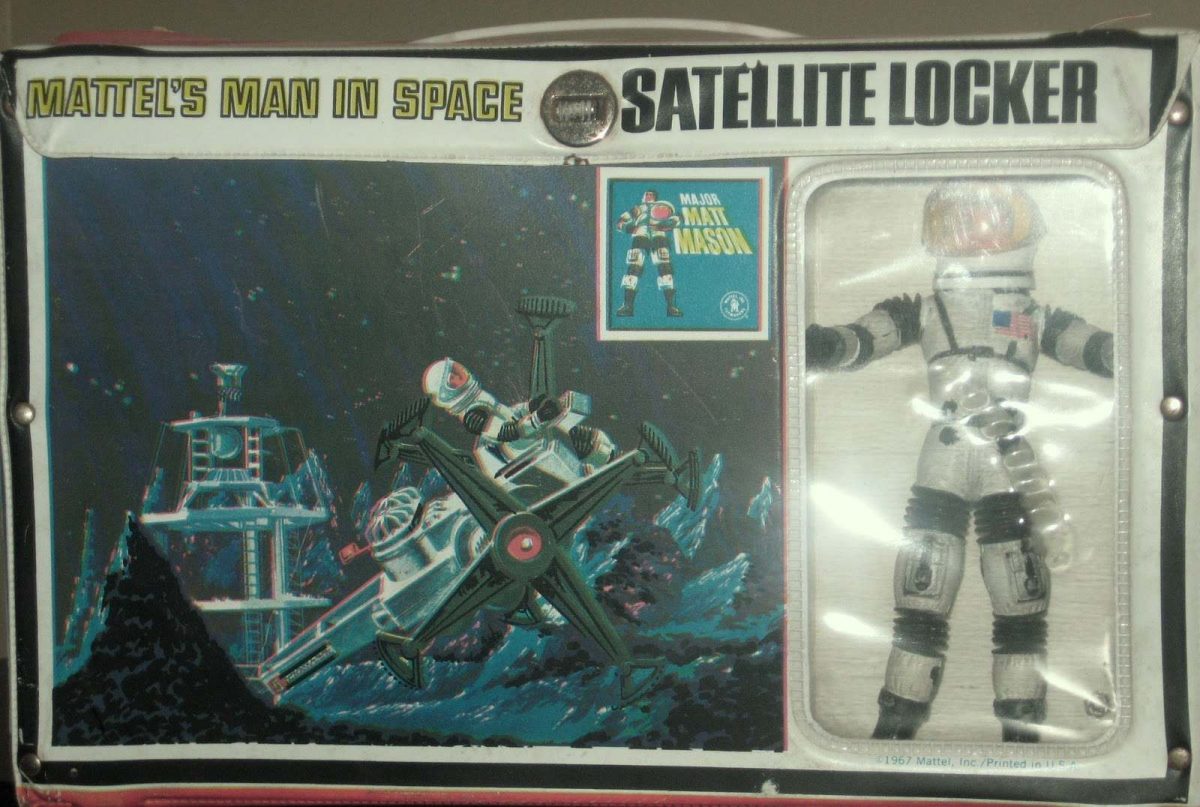 MATTEL'S MAN IN SPACE
SATELLITE LOCKER
MAJOR
MATT
MASON
©1967 Mattel, Inc./Printed in U.S.A.